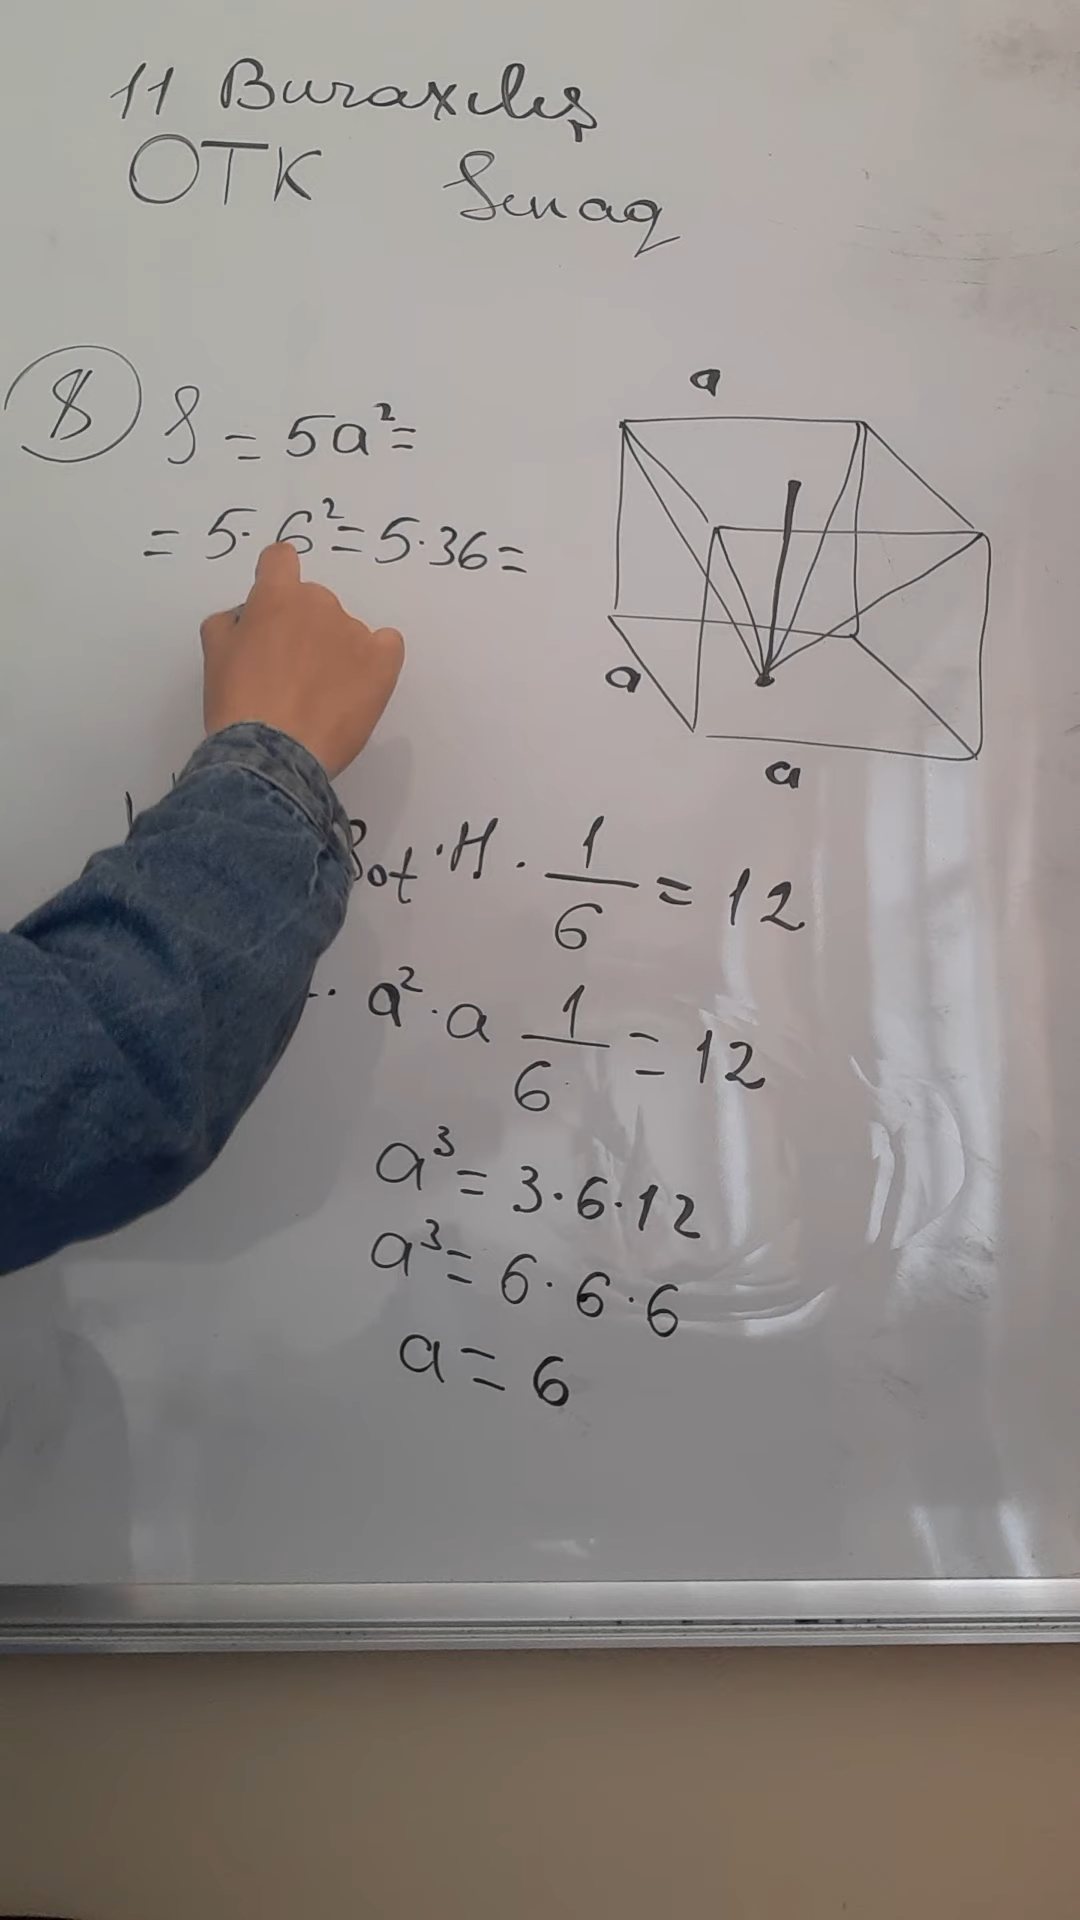 11 Buraxılış
OTK Sınaq
8 S = 5a²=
= 5·6²=5·36=
a
a
a
ot·H·1/6=12
a²·a 1/6=12
a³=3·6·12
a³=6·6·6
a=6